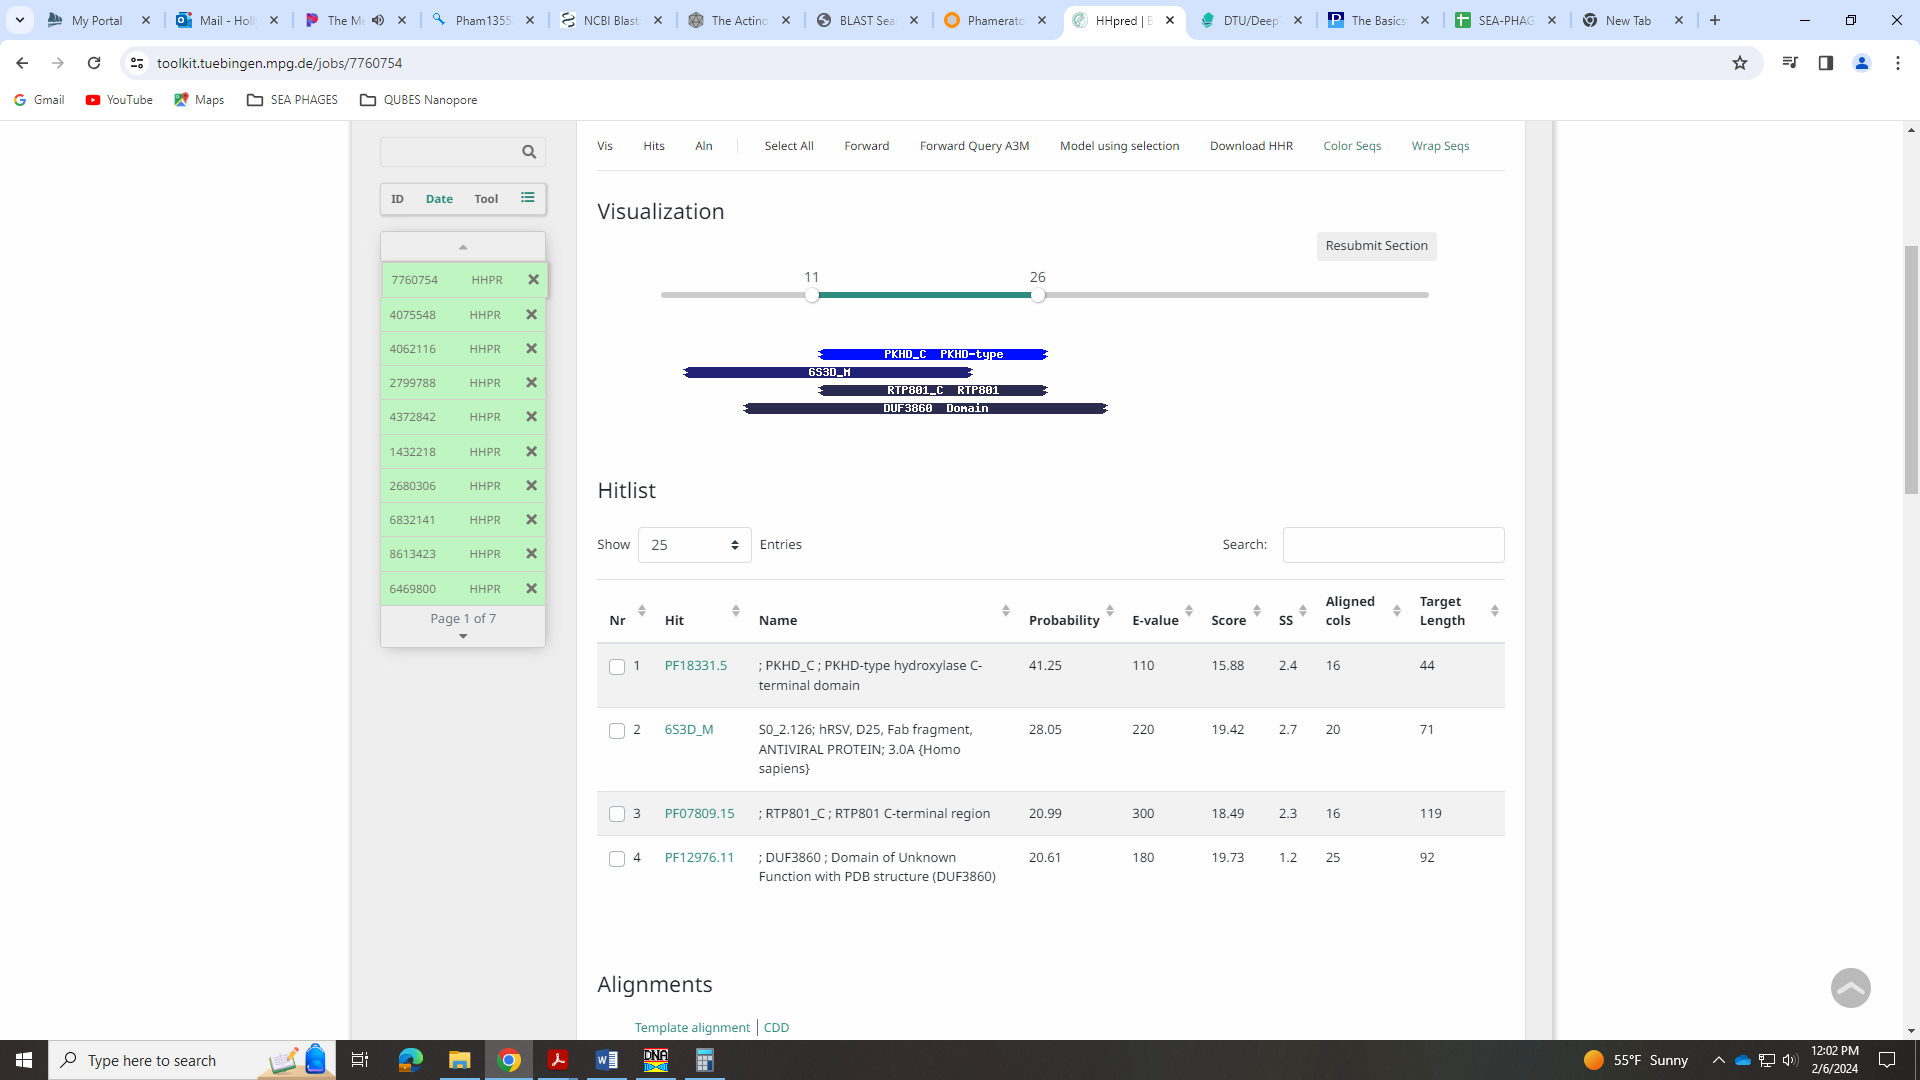 My Portal
Mail - Holl
The Me
Pham1355
NCBI Blast
The Actino
BLAST Sea
Phamerato
HHpred | B
DTU/DeepT
The Basics
SEA-PHAG
New Tab
toolkit.tuebingen.mpg.de/jobs/7760754
Gmail
YouTube
Maps
SEA PHAGES
QUBES Nanopore
Vis Hits Aln Select All Forward Forward Query A3M Model using selection Download HHR Color Seqs Wrap Seqs
ID Date Tool
7760754 HHPR
4075548 HHPR
4062116 HHPR
2799788 HHPR
4372842 HHPR
1432218 HHPR
2680306 HHPR
6832141 HHPR
8613423 HHPR
6469800 HHPR
Page 1 of 7
Visualization
Resubmit Section
11 26
PKHD_C PKHD-type
6S3D_M
RTP801_C RTP801
DUF3860 Domain
Hitlist
Show 25 Entries
Search:
Nr Hit Name Probability E-value Score SS Aligned cols Target Length
1 PF18331.5 ; PKHD_C ; PKHD-type hydroxylase C- 41.25 110 15.88 2.4 16 44
terminal domain
2 6S3D_M S0_2.126; hRSV, D25, Fab fragment, 28.05 220 19.42 2.7 20 71
ANTIVIRAL PROTEIN; 3.0A {Homo
sapiens}
3 PF07809.15 ; RTP801_C ; RTP801 C-terminal region 20.99 300 18.49 2.3 16 119
4 PF12976.11 ; DUF3860 ; Domain of Unknown 20.61 180 19.73 1.2 25 92
Function with PDB structure (DUF3860)
Alignments
Template alignment | CDD
Type here to search
DNA
55°F Sunny
12:02 PM
2/6/2024